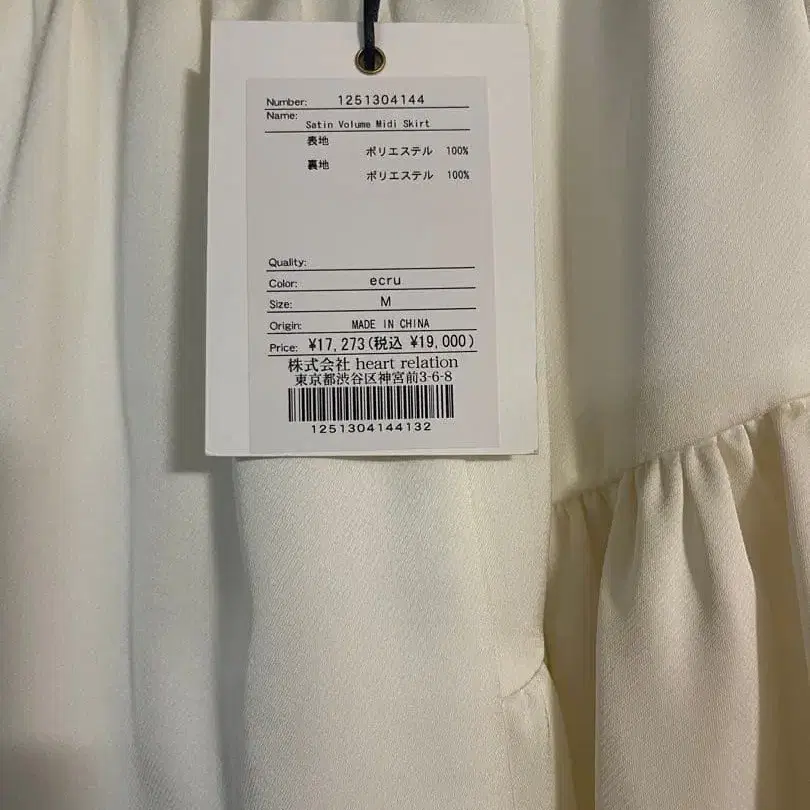 Number: 1251304144
Name:
Satin Volume Midi Skirt
表地
ポリエステル 100%
裏地
ポリエステル 100%
Quality:
Color: ecru
Size: M
Origin: MADE IN CHINA
Price: ¥17,273(税込 ¥19,000)
株式会社 heart relation
東京都渋谷区神宮前3-6-8
1251304144132